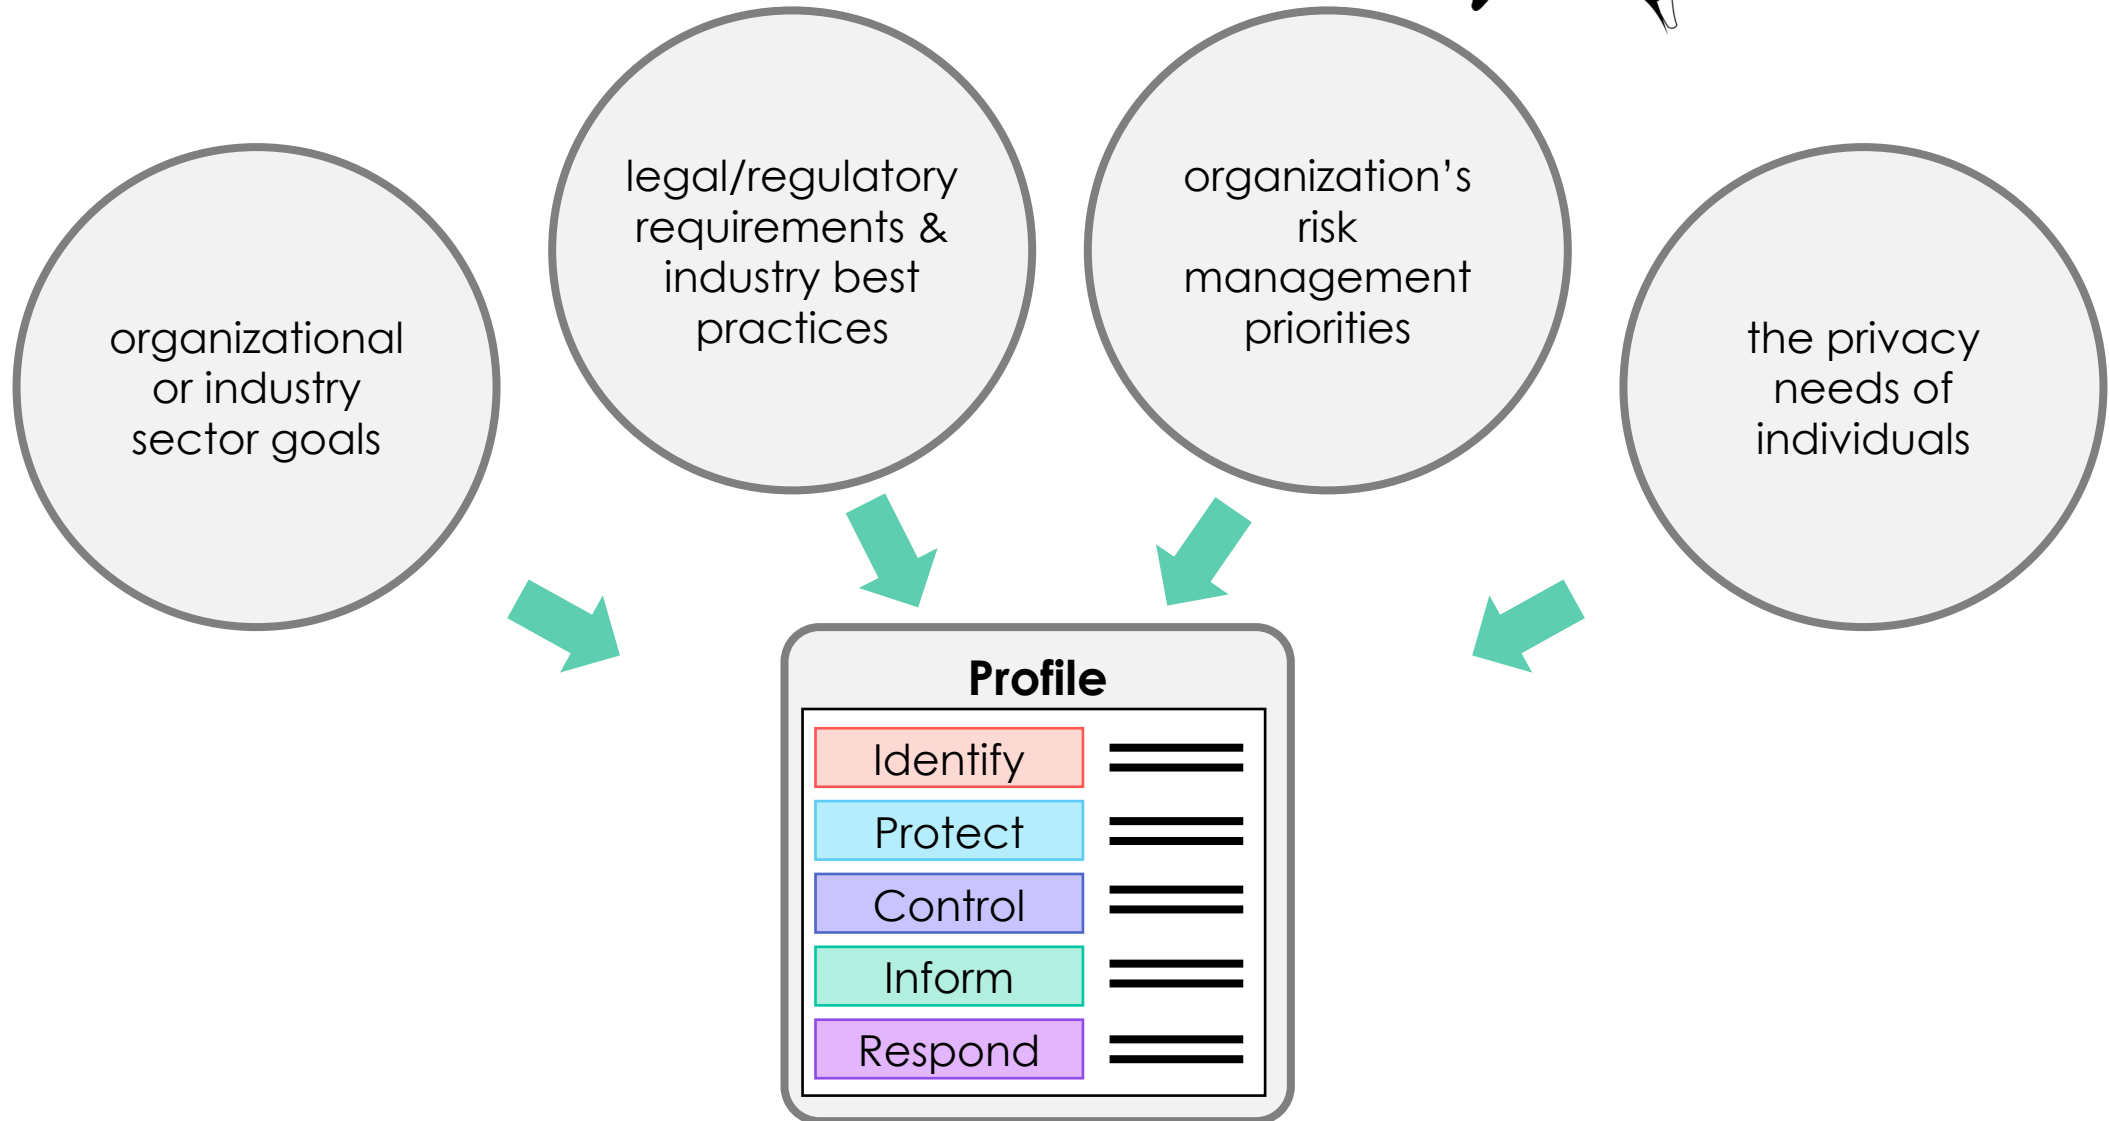 organizational
or industry
sector goals
legal/regulatory
requirements &
industry best
practices
organization’s
risk
management
priorities
the privacy
needs of
individuals
Profile
Identify
Protect
Control
Inform
Respond